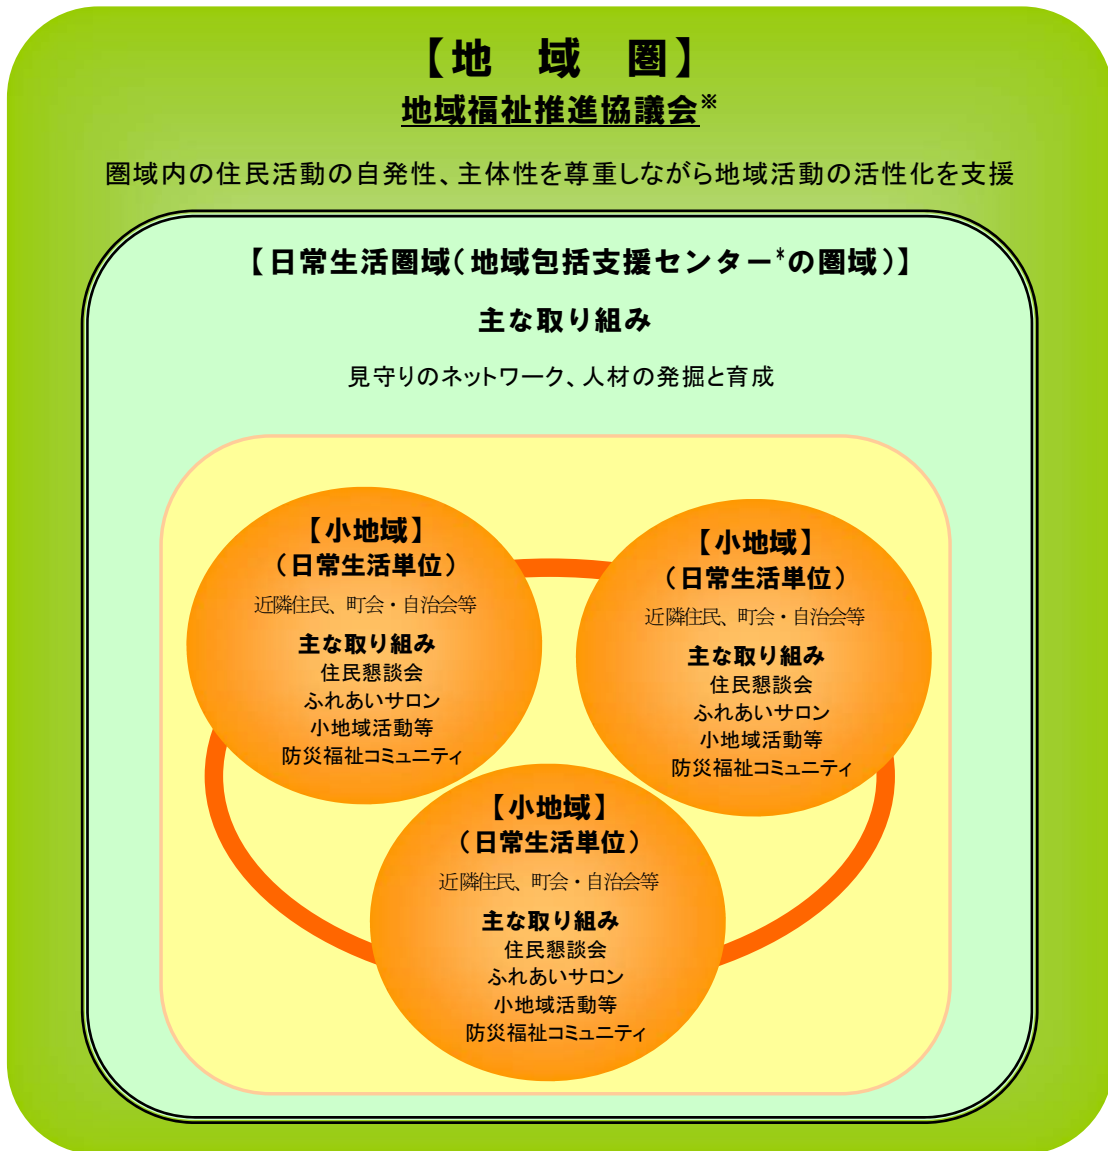 【地　域　圏】
地域福祉推進協議会※
圏域内の住民活動の自発性、主体性を尊重しながら地域活動の活性化を支援
【日常生活圏域(地域包括支援センター*の圏域)】
主な取り組み
見守りのネットワーク、人材の発掘と育成
【小地域】
（日常生活単位）
近隣住民、町会・自治会等
主な取り組み
住民懇談会
ふれあいサロン
小地域活動等
防災福祉コミュニティ
【小地域】
（日常生活単位）
近隣住民、町会・自治会等
主な取り組み
住民懇談会
ふれあいサロン
小地域活動等
防災福祉コミュニティ
【小地域】
（日常生活単位）
近隣住民、町会・自治会等
主な取り組み
住民懇談会
ふれあいサロン
小地域活動等
防災福祉コミュニティ